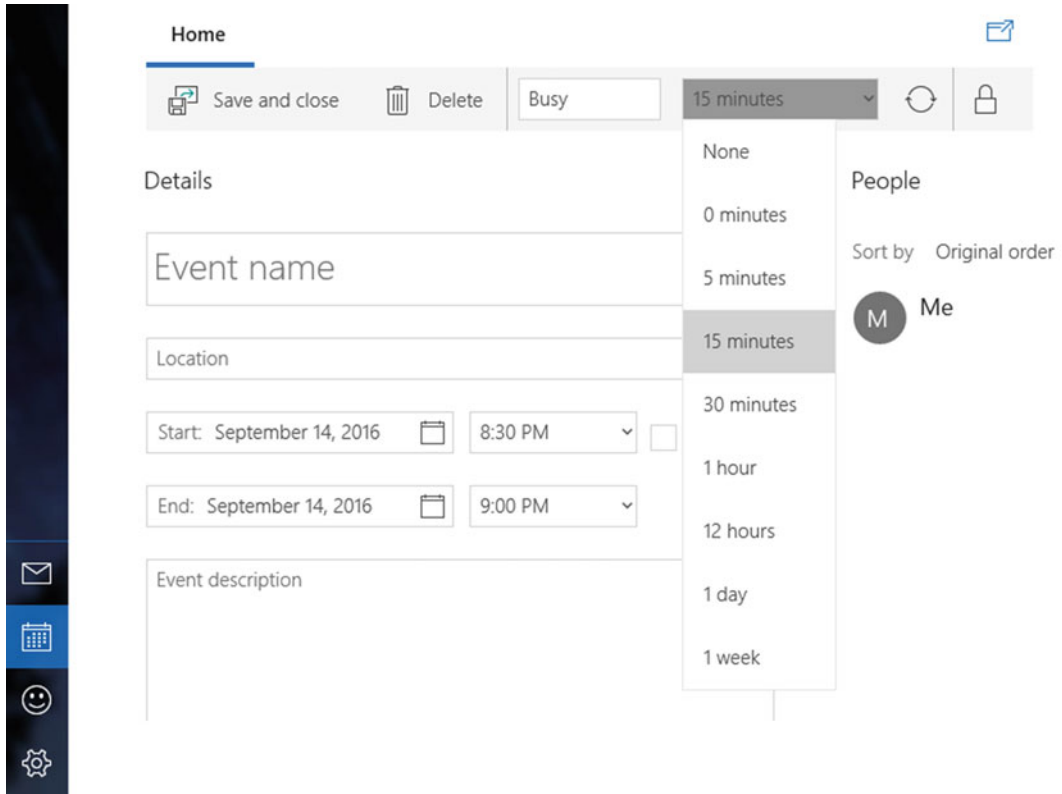 Home
Save and close Delete Busy 15 minutes
None
0 minutes
5 minutes
15 minutes
30 minutes
1 hour
12 hours
1 day
1 week
Details
Event name
Location
Start: September 14, 2016 8:30 PM
End: September 14, 2016 9:00 PM
Event description
People
Sort by Original order
M Me